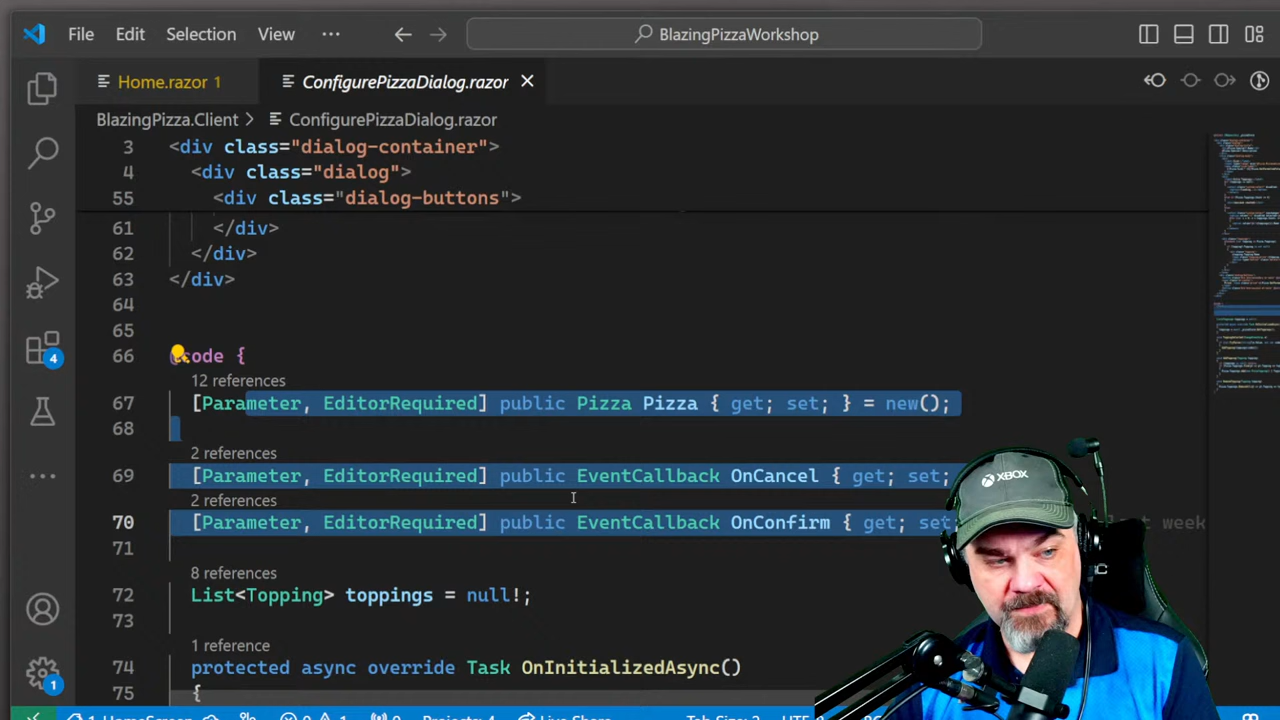 File Edit Selection View ··· BlazingPizzaWorkshop
Home.razor 1 ConfigurePizzaDialog.razor
BlazingPizza.Client > ConfigurePizzaDialog.razor
3 <div class="dialog-container">
4 <div class="dialog">
55 <div class="dialog-buttons">
61 </div>
62 </div>
63 </div>
64
65
66 code {
12 references
67 [Parameter, EditorRequired] public Pizza Pizza { get; set; } = new();
68
2 references
69 [Parameter, EditorRequired] public EventCallback OnCancel { get; set;
2 references
70 [Parameter, EditorRequired] public EventCallback OnConfirm { get; set; week
71
8 references
72 List<Topping> toppings = null!;
73
1 reference
74 protected async override Task OnInitializedAsync()
75 {
4
1
XBOX